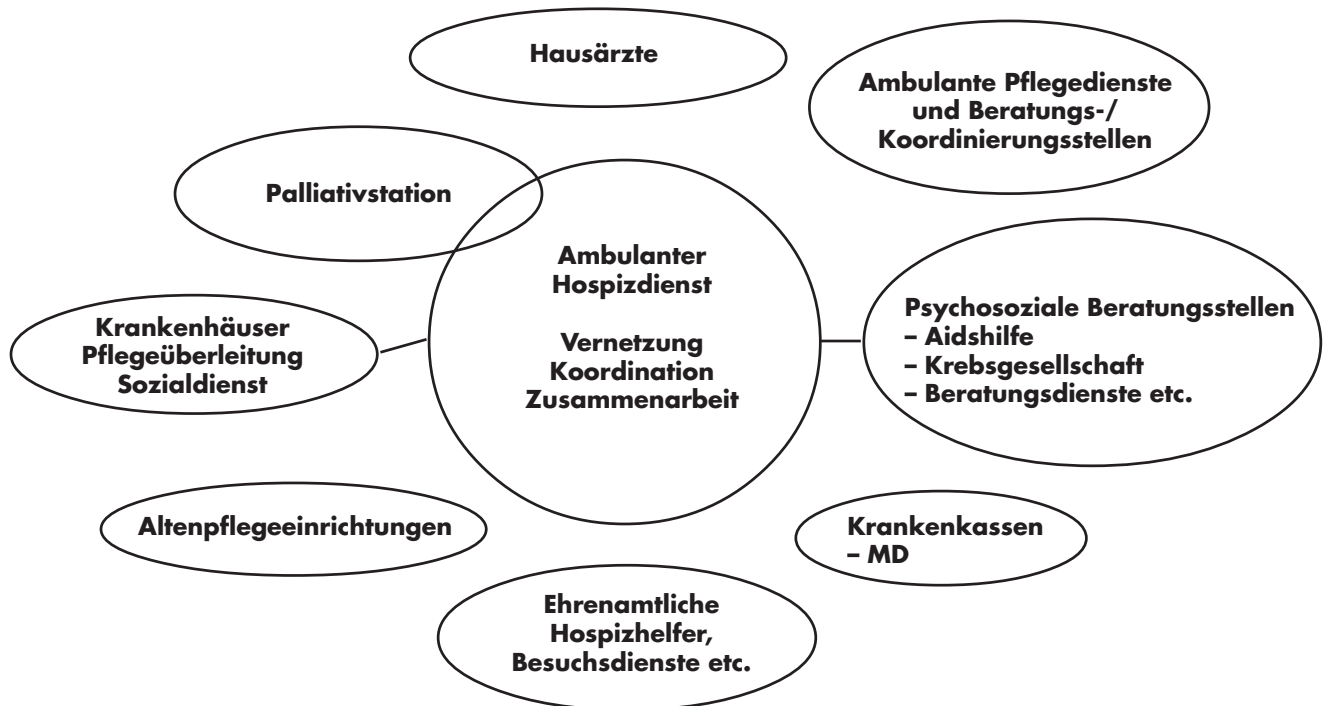 Hausärzte
Ambulante Pflegedienste
und Beratungs-/
Koordinierungsstellen
Palliativstation
Ambulanter
Hospizdienst
Vernetzung
Koordination
Zusammenarbeit
Krankenhäuser
Pflegeüberleitung
Sozialdienst
Psychosoziale Beratungsstellen
– Aidshilfe
– Krebsgesellschaft
– Beratungsdienste etc.
Altenpflegeeinrichtungen
Krankenkassen
– MD
Ehrenamtliche
Hospizhelfer,
Besuchsdienste etc.